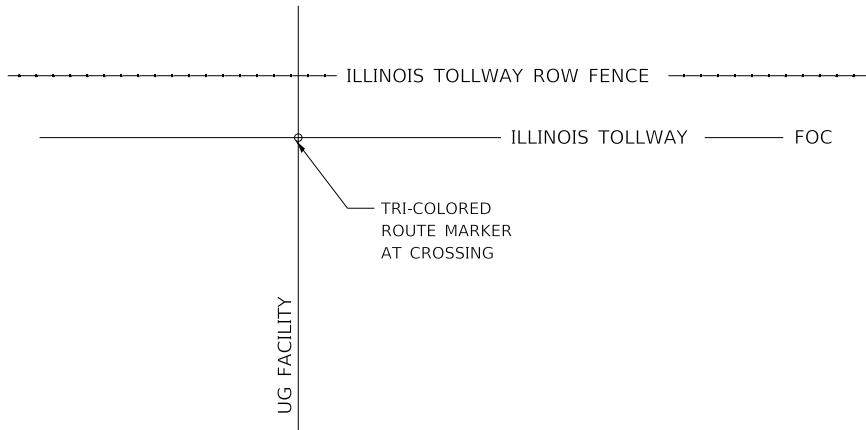 ILLINOIS TOLLWAY ROW FENCE
ILLINOIS TOLLWAY FOC
TRI-COLORED
ROUTE MARKER
AT CROSSING
UG FACILITY